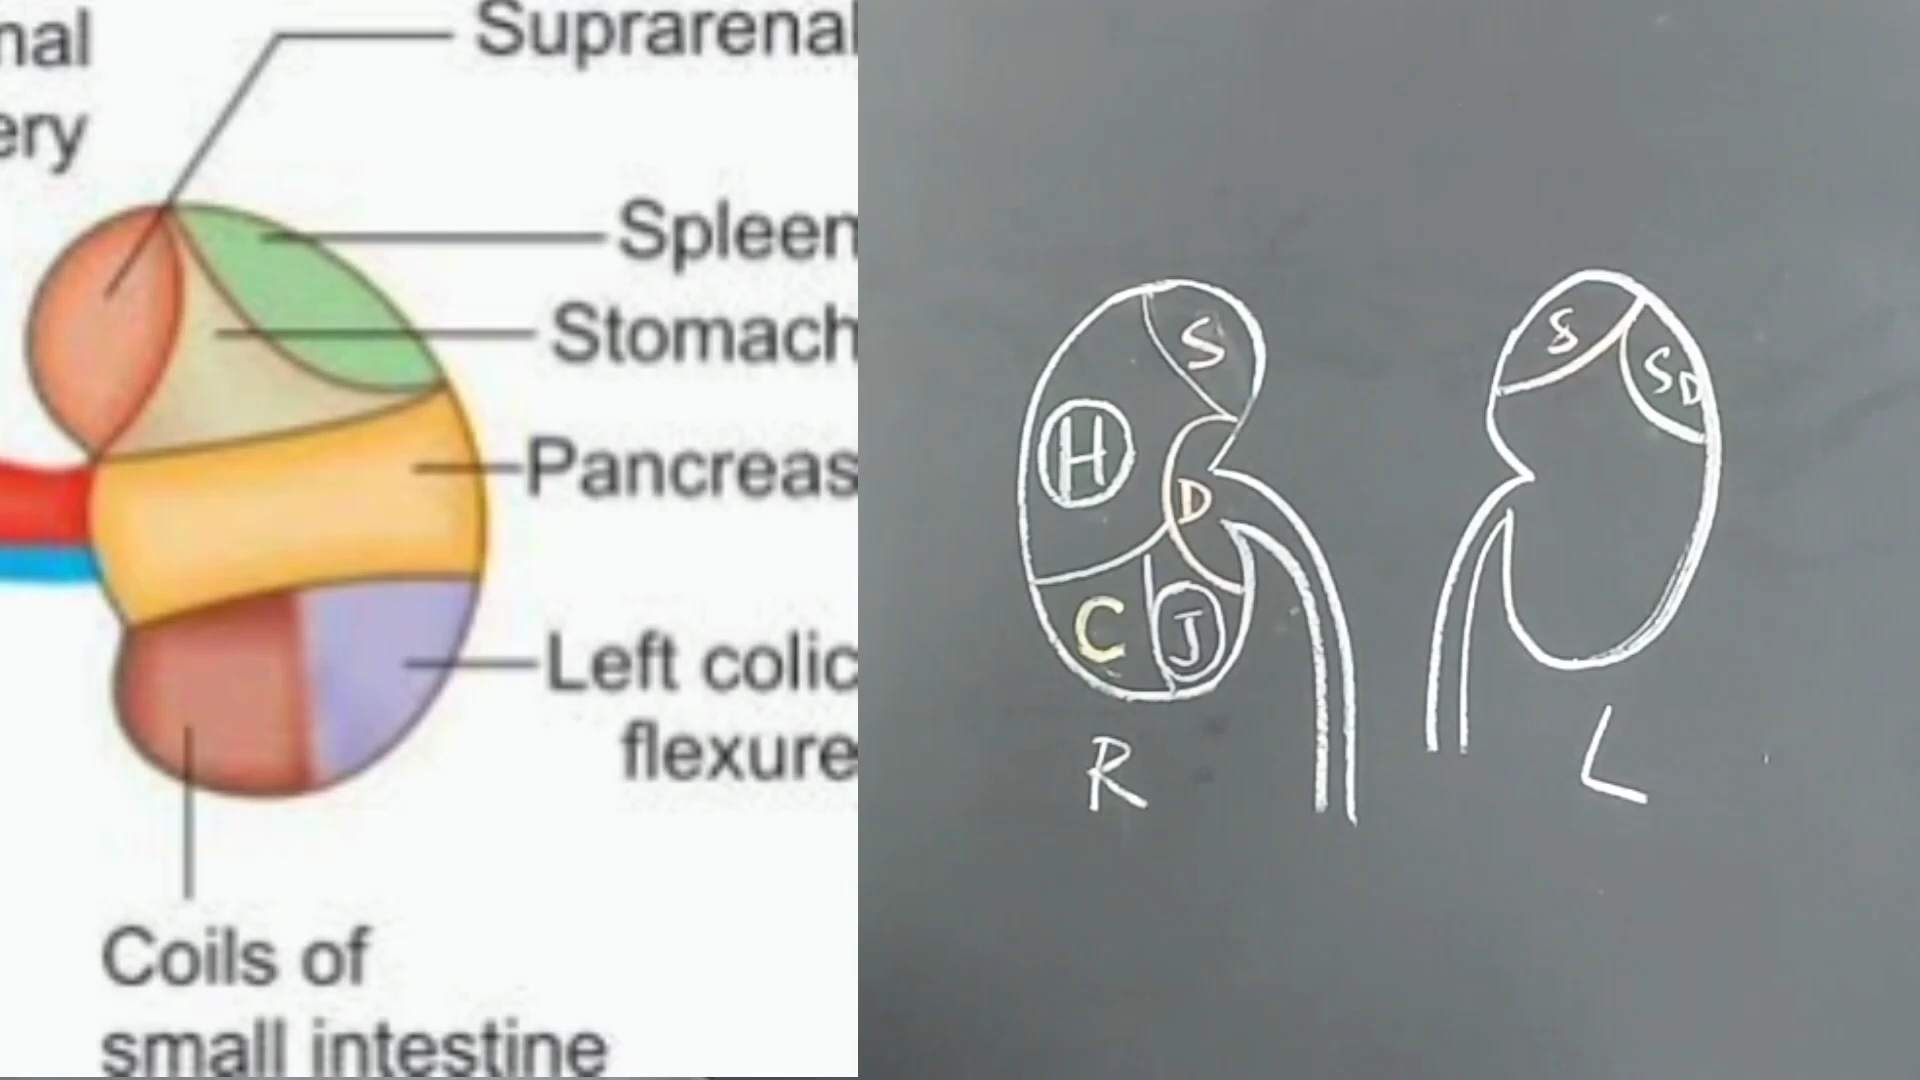 nal
ery
Suprarenal
Spleen
Stomach
Pancreas
Left colic
flexure
Coils of
small intestine
S
H
D
C
J
R
S
SD
L